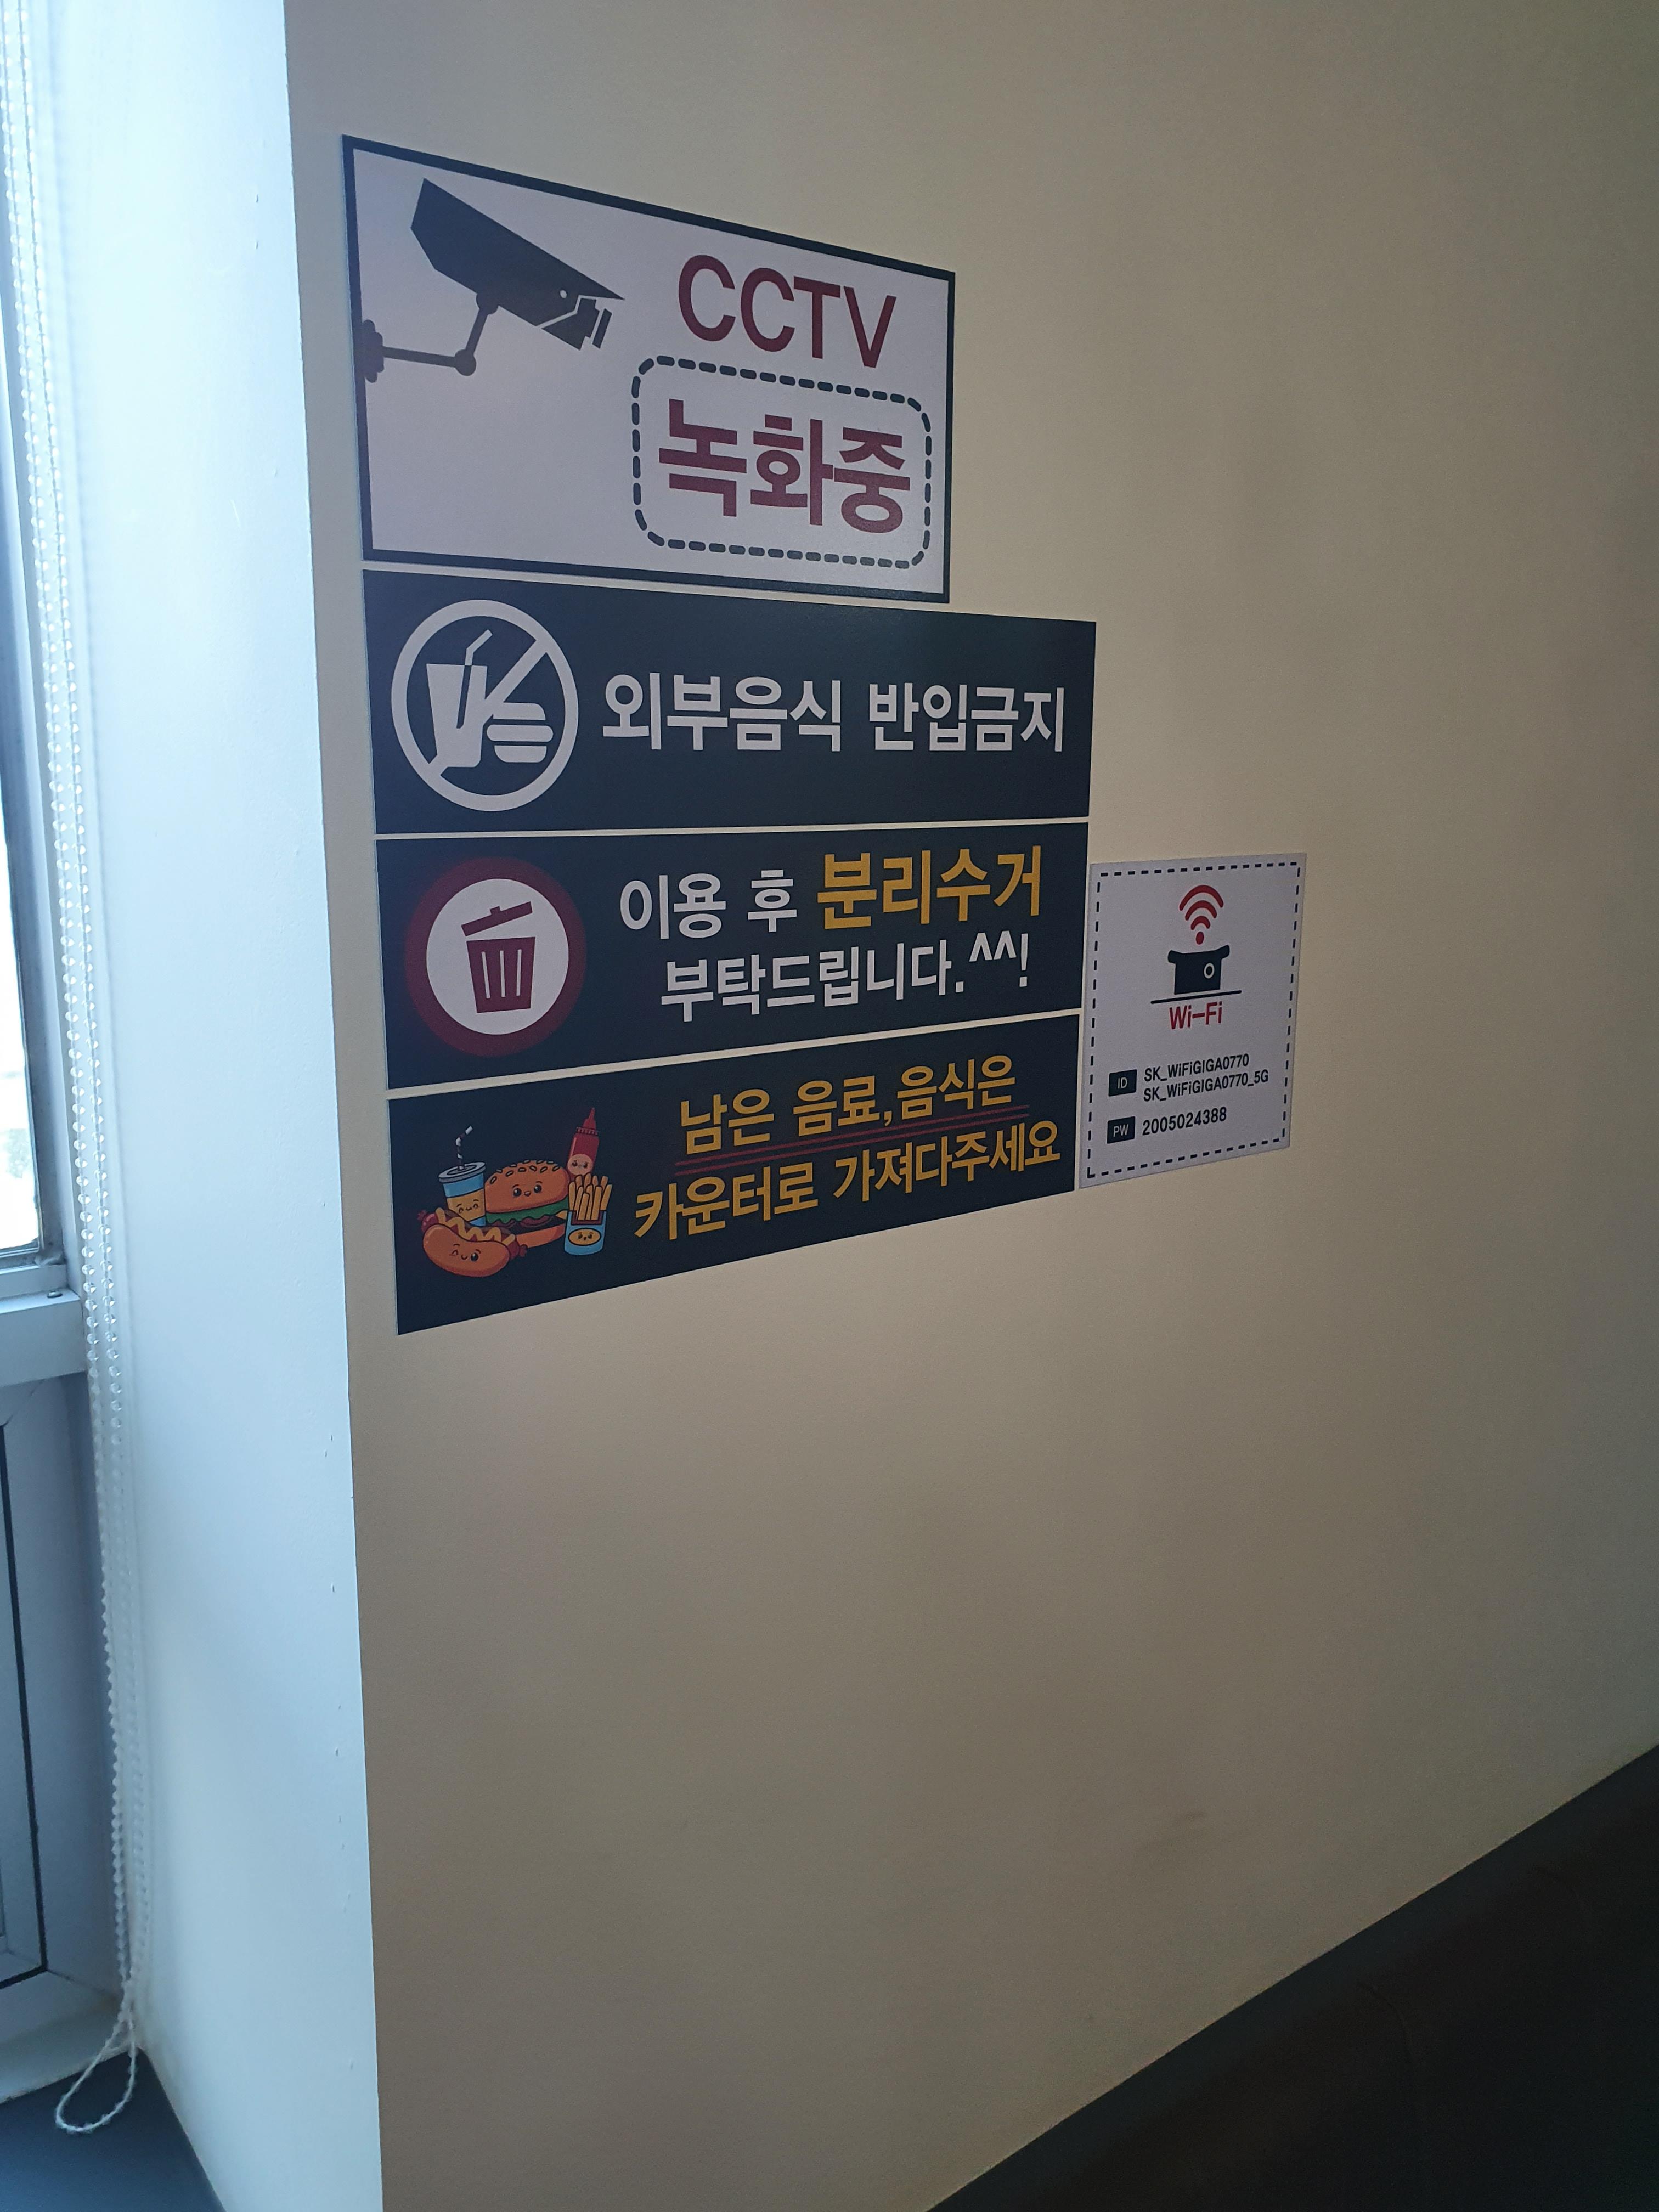 CCTV
녹화중
외부음식 반입금지
이용 후 분리수거
부탁드립니다.^^!
남은 음료,음식은
카운터로 가져다주세요
Wi-Fi
ID SK_WiFiGIGA0770
SK_WiFiGIGA0770_5G
PW 2005024388